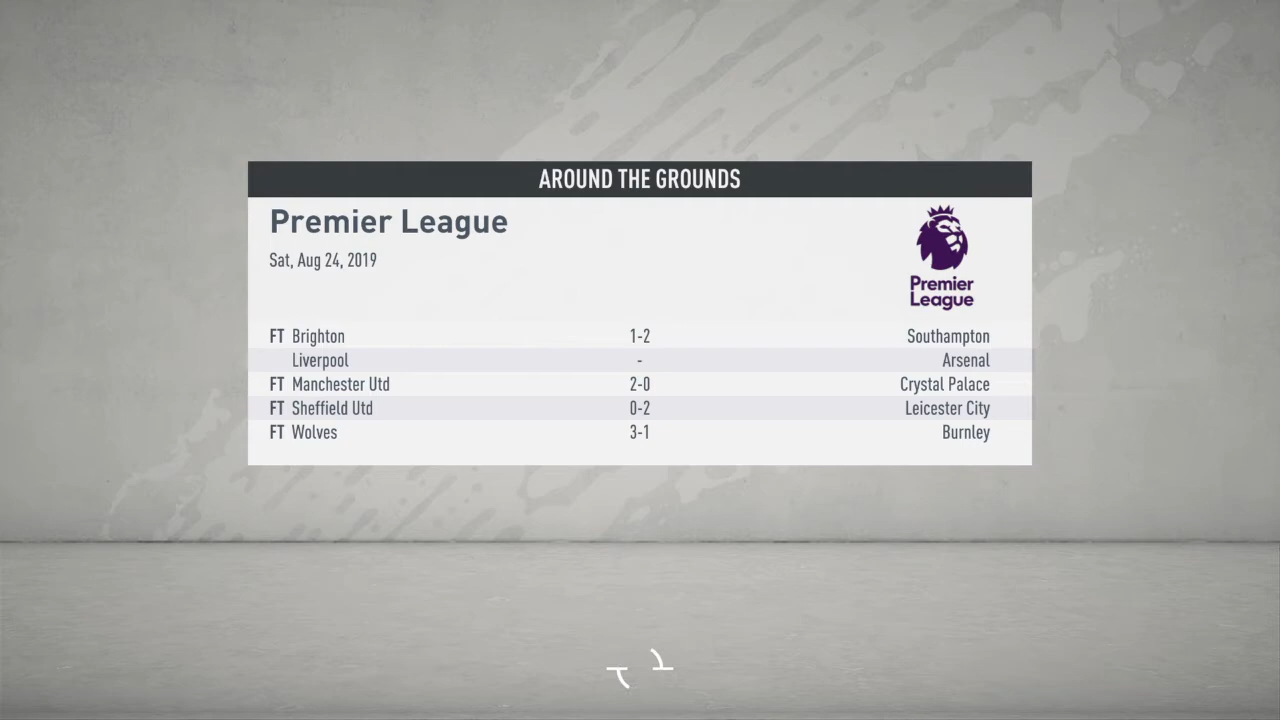 AROUND THE GROUNDS
Premier League
Sat, Aug 24, 2019
Premier
League
FT Brighton 1-2 Southampton
Liverpool - Arsenal
FT Manchester Utd 2-0 Crystal Palace
FT Sheffield Utd 0-2 Leicester City
FT Wolves 3-1 Burnley